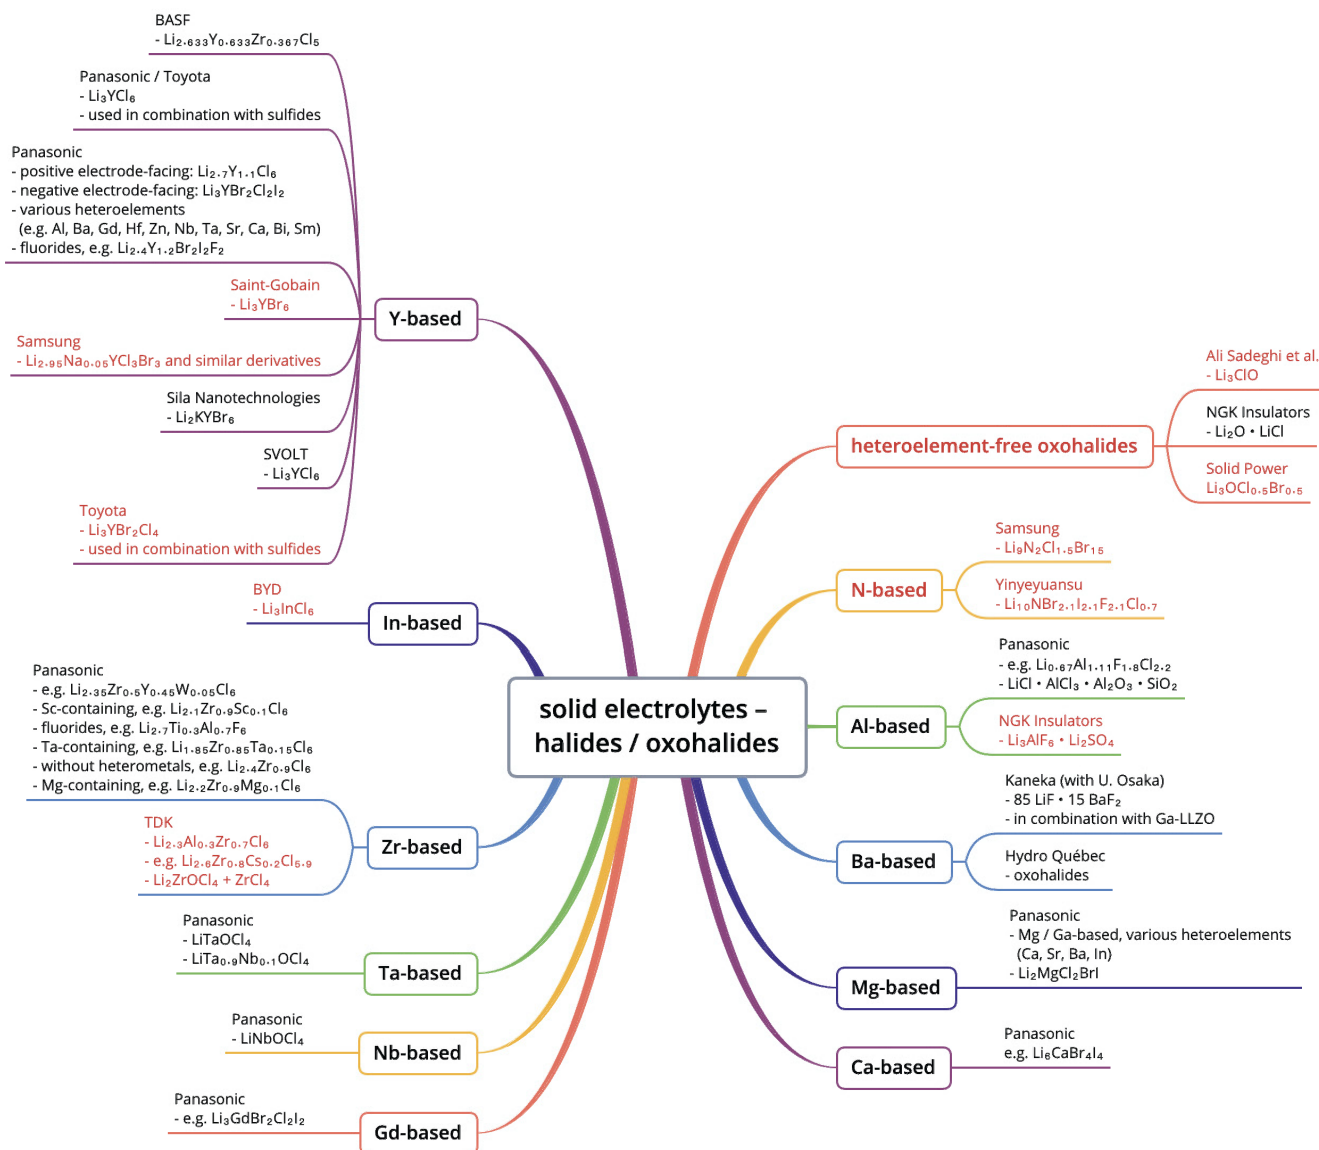 BASF
- Li₂.₆₃₃Y₀.₆₃₃Zr₀.₃₆₇Cl₅
Panasonic / Toyota
- Li₃YCl₆
- used in combination with sulfides
Panasonic
- positive electrode-facing: Li₂.₇Y₁.₁Cl₆
- negative electrode-facing: Li₃YBr₂Cl₂I₂
- various heteroelements
(e.g. Al, Ba, Gd, Hf, Zn, Nb, Ta, Sr, Ca, Bi, Sm)
- fluorides, e.g. Li₂.₄Y₁.₂Br₂I₂F₂
Saint-Gobain
- Li₃YBr₆
Samsung
- Li₂.₉₅Na₀.₀₅YCl₃Br₃ and similar derivatives
Sila Nanotechnologies
- Li₂KYBr₆
SVOLT
- Li₃YCl₆
Toyota
- Li₃YBr₂Cl₄
- used in combination with sulfides
Y-based
BYD
- Li₃InCl₆
In-based
Panasonic
- e.g. Li₂.₃₅Zr₀.₅Y₀.₄₅W₀.₀₅Cl₆
- Sc-containing, e.g. Li₂.₁Zr₀.₉Sc₀.₁Cl₆
- fluorides, e.g. Li₂.₇Ti₀.₃Al₀.₇F₆
- Ta-containing, e.g. Li₁.₈₅Zr₀.₈₅Ta₀.₁₅Cl₆
- without heterometals, e.g. Li₂.₄Zr₀.₉Cl₆
- Mg-containing, e.g. Li₂.₂Zr₀.₉Mg₀.₁Cl₆
TDK
- Li₂.₃Al₀.₃Zr₀.₇Cl₆
- e.g. Li₂.₆Zr₀.₈Cs₀.₂Cl₅.₉
- Li₂ZrOCl₄ + ZrCl₄
Zr-based
Panasonic
- LiTaOCl₄
- LiTa₀.₉Nb₀.₁OCl₄
Ta-based
Panasonic
- LiNbOCl₄
Nb-based
Panasonic
- e.g. Li₃GdBr₂Cl₂I₂
Gd-based
solid electrolytes –
halides / oxohalides
heteroelement-free oxohalides
Ali Sadeghi et al.
- Li₃ClO
NGK Insulators
- Li₂O • LiCl
Solid Power
Li₃OCl₀.₅Br₀.₅
N-based
Samsung
- Li₉N₂Cl₁.₅Br₁₅
Yinyeyuansu
- Li₁₀NBr₂.₁I₂.₁F₂.₁Cl₀.₇
Al-based
Panasonic
- e.g. Li₀.₆₇Al₁.₁₁F₁.₈Cl₂.₂
- LiCl • AlCl₃ • Al₂O₃ • SiO₂
NGK Insulators
- Li₃AlF₆ • Li₂SO₄
Ba-based
Kaneka (with U. Osaka)
- 85 LiF • 15 BaF₂
- in combination with Ga-LLZO
Hydro Québec
- oxohalides
Mg-based
Panasonic
- Mg / Ga-based, various heteroelements
(Ca, Sr, Ba, In)
- Li₂MgCl₂BrI
Ca-based
Panasonic
e.g. Li₆CaBr₄I₄